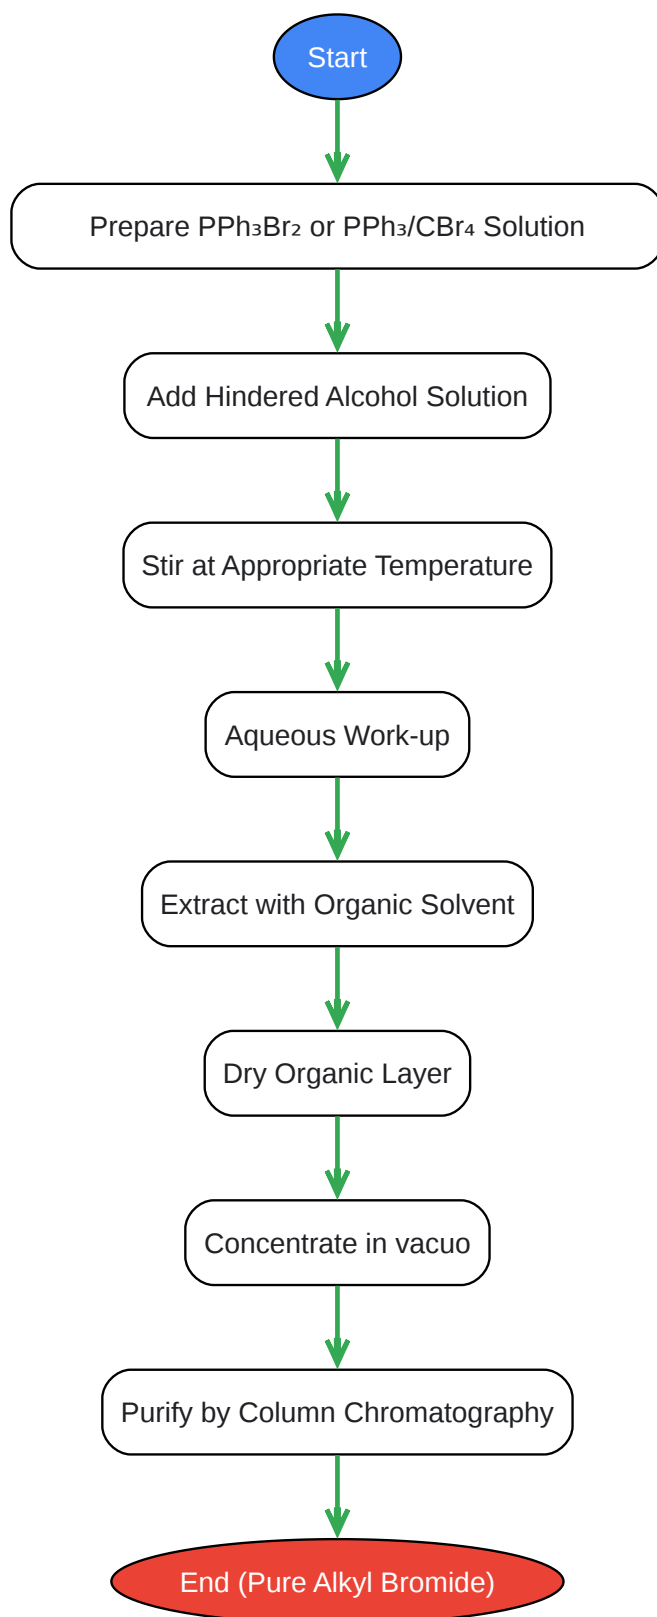 Start
Prepare PPh₃Br₂ or PPh₃/CBr₄ Solution
Add Hindered Alcohol Solution
Stir at Appropriate Temperature
Aqueous Work-up
Extract with Organic Solvent
Dry Organic Layer
Concentrate in vacuo
Purify by Column Chromatography
End (Pure Alkyl Bromide)